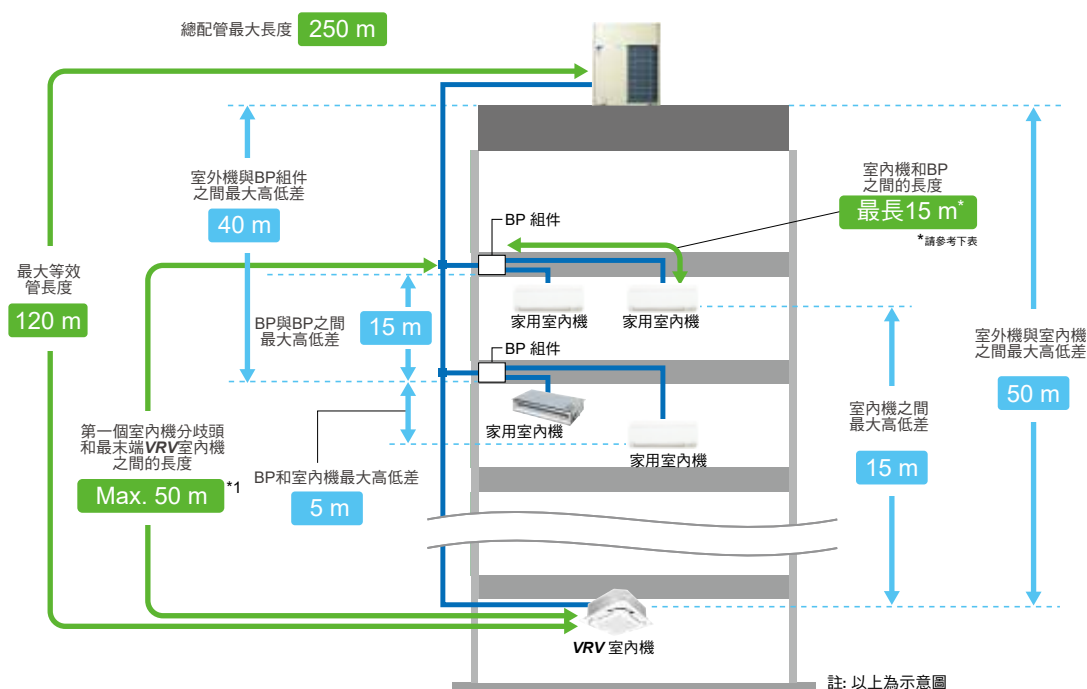 總配管最大長度 250 m
室外機與BP組件
之間最大高低差
40 m
室內機和BP
之間的長度
最長15 m*
*請參考下表
BP 組件
最大等效
管長度
120 m
家用室內機
家用室內機
BP與BP之間
最大高低差
15 m
室外機與室內機
之間最大高低差
50 m
BP 組件
室內機之間
最大高低差
15 m
家用室內機
家用室內機
第一個室內機分歧頭
和最末端VRV室內機
之間的長度
Max. 50 m *1
BP和室內機最大高低差
5 m
VRV 室內機
註: 以上為示意圖